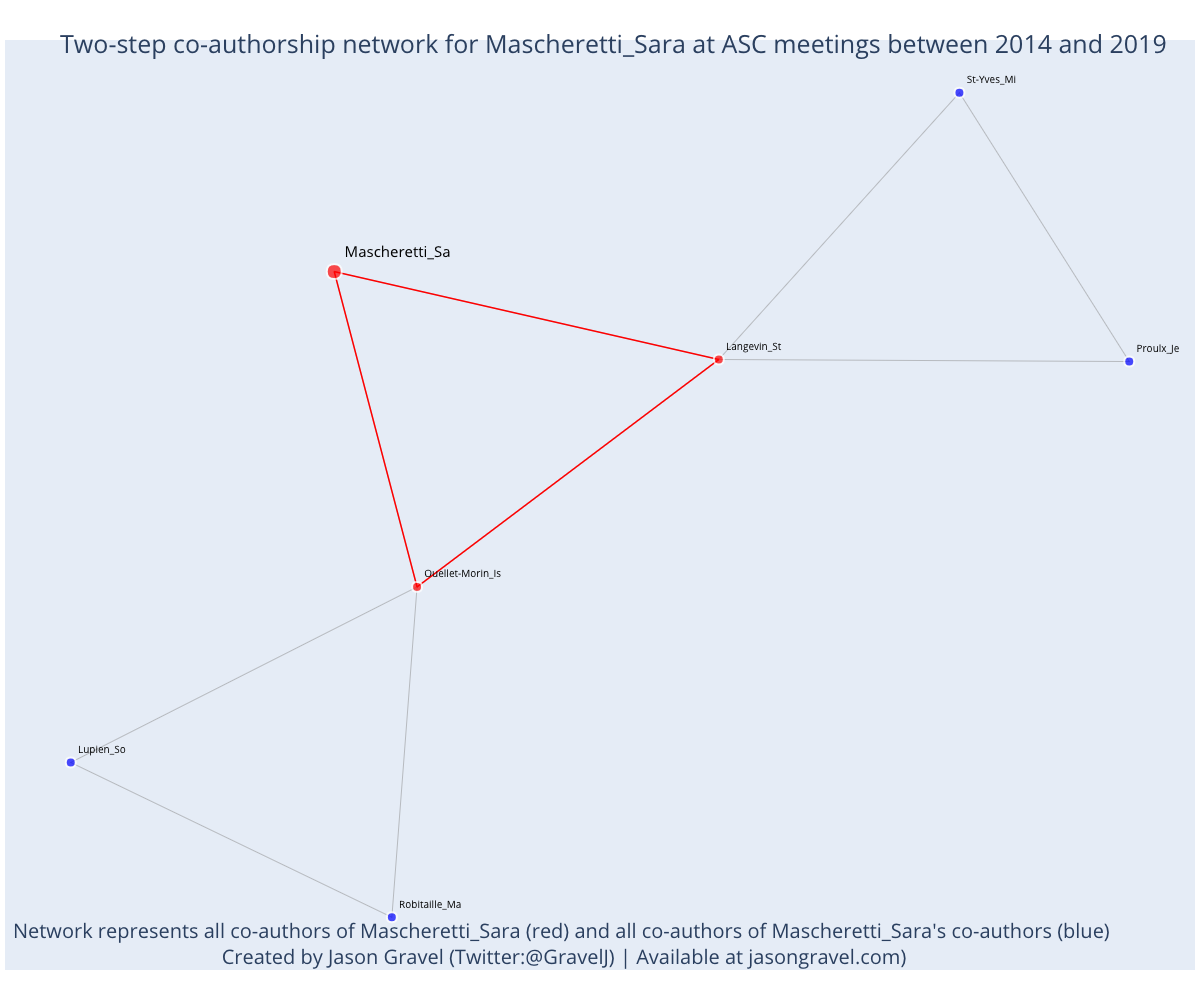 Two-step co-authorship network for Mascheretti_Sara at ASC meetings between 2014 and 2019
St-Yves_Mi
Mascheretti_Sa
Langevin_St
Proulx_Je
Ouellet-Morin_Is
Lupien_So
Robitaille_Ma
Network represents all co-authors of Mascheretti_Sara (red) and all co-authors of Mascheretti_Sara's co-authors (blue)
Created by Jason Gravel (Twitter:@GravelJ) | Available at jasongravel.com)